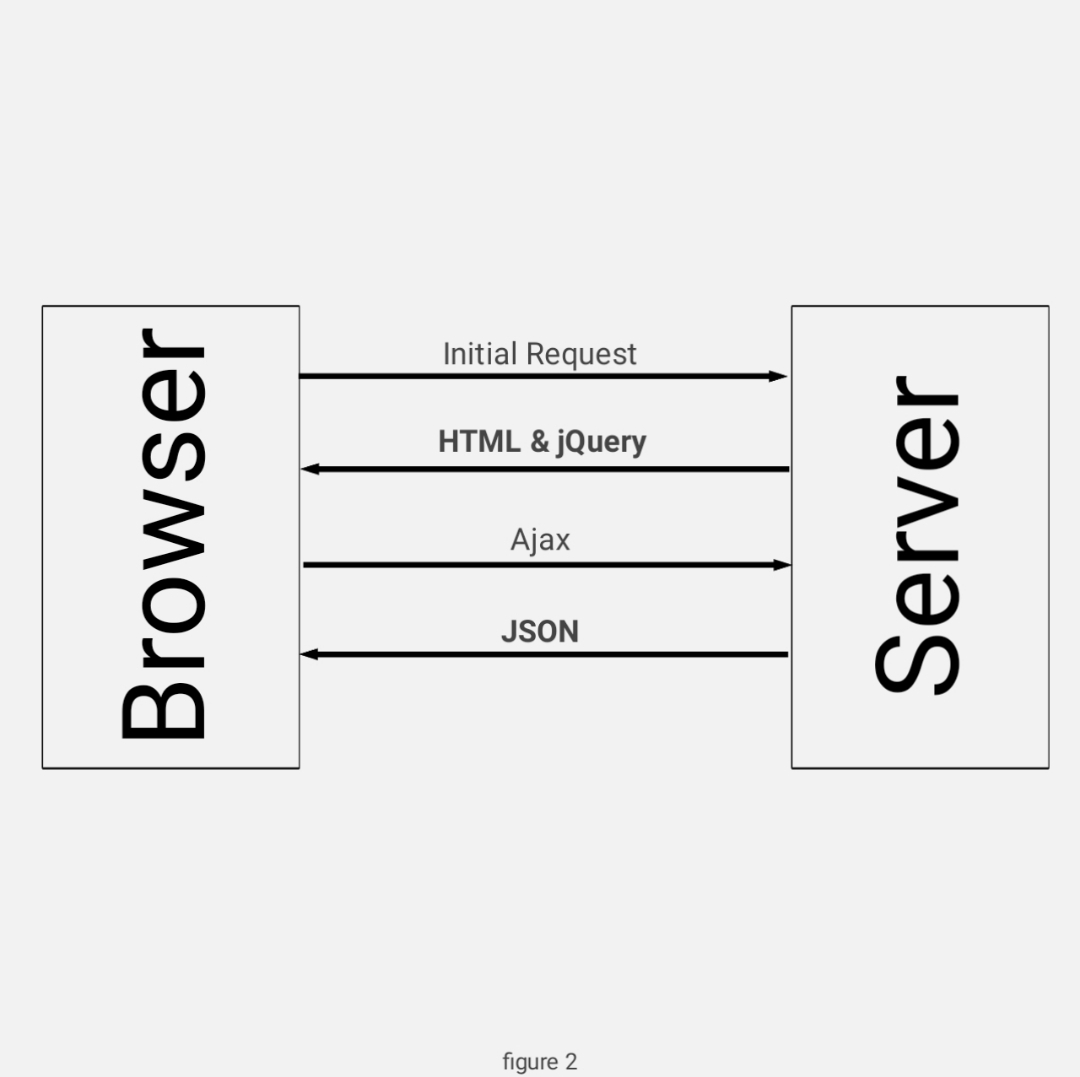 Browser
Initial Request
HTML & jQuery
Ajax
JSON
Server
figure 2